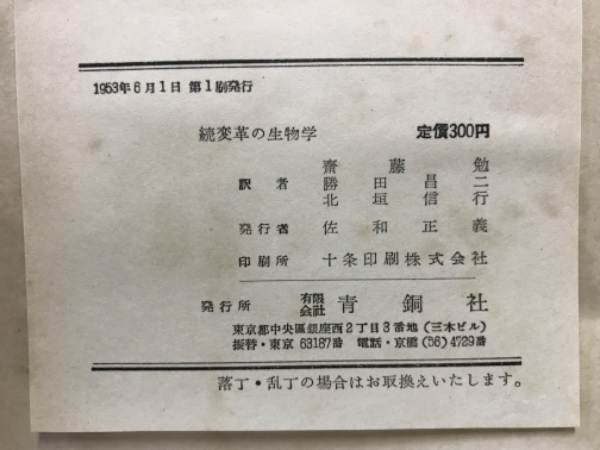 1953年6月1日 第1刷発行
続変革の生物学 定價300円
齋藤勉
訳者 勝田昌二
北垣信行
発行者 佐和正義
印刷所 十条印刷株式会社
発行所 有限会社 青銅社
東京都中央區銀座西2丁目3番地(三木ビル)
振替・東京 63187番 電話・京橋(56)4729番
落丁・乱丁の場合はお取換えいたします。